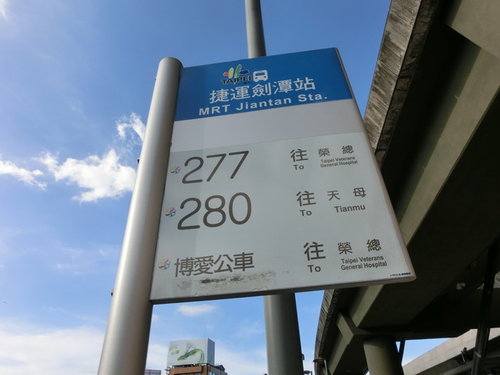 TAIPEI
捷運劍潭站
MRT Jiantan Sta.
277 往 榮總
To Taipei Veterans
General Hospital
280 往 天母
To Tianmu
博愛公車 往 榮總
To Taipei Veterans
General Hospital